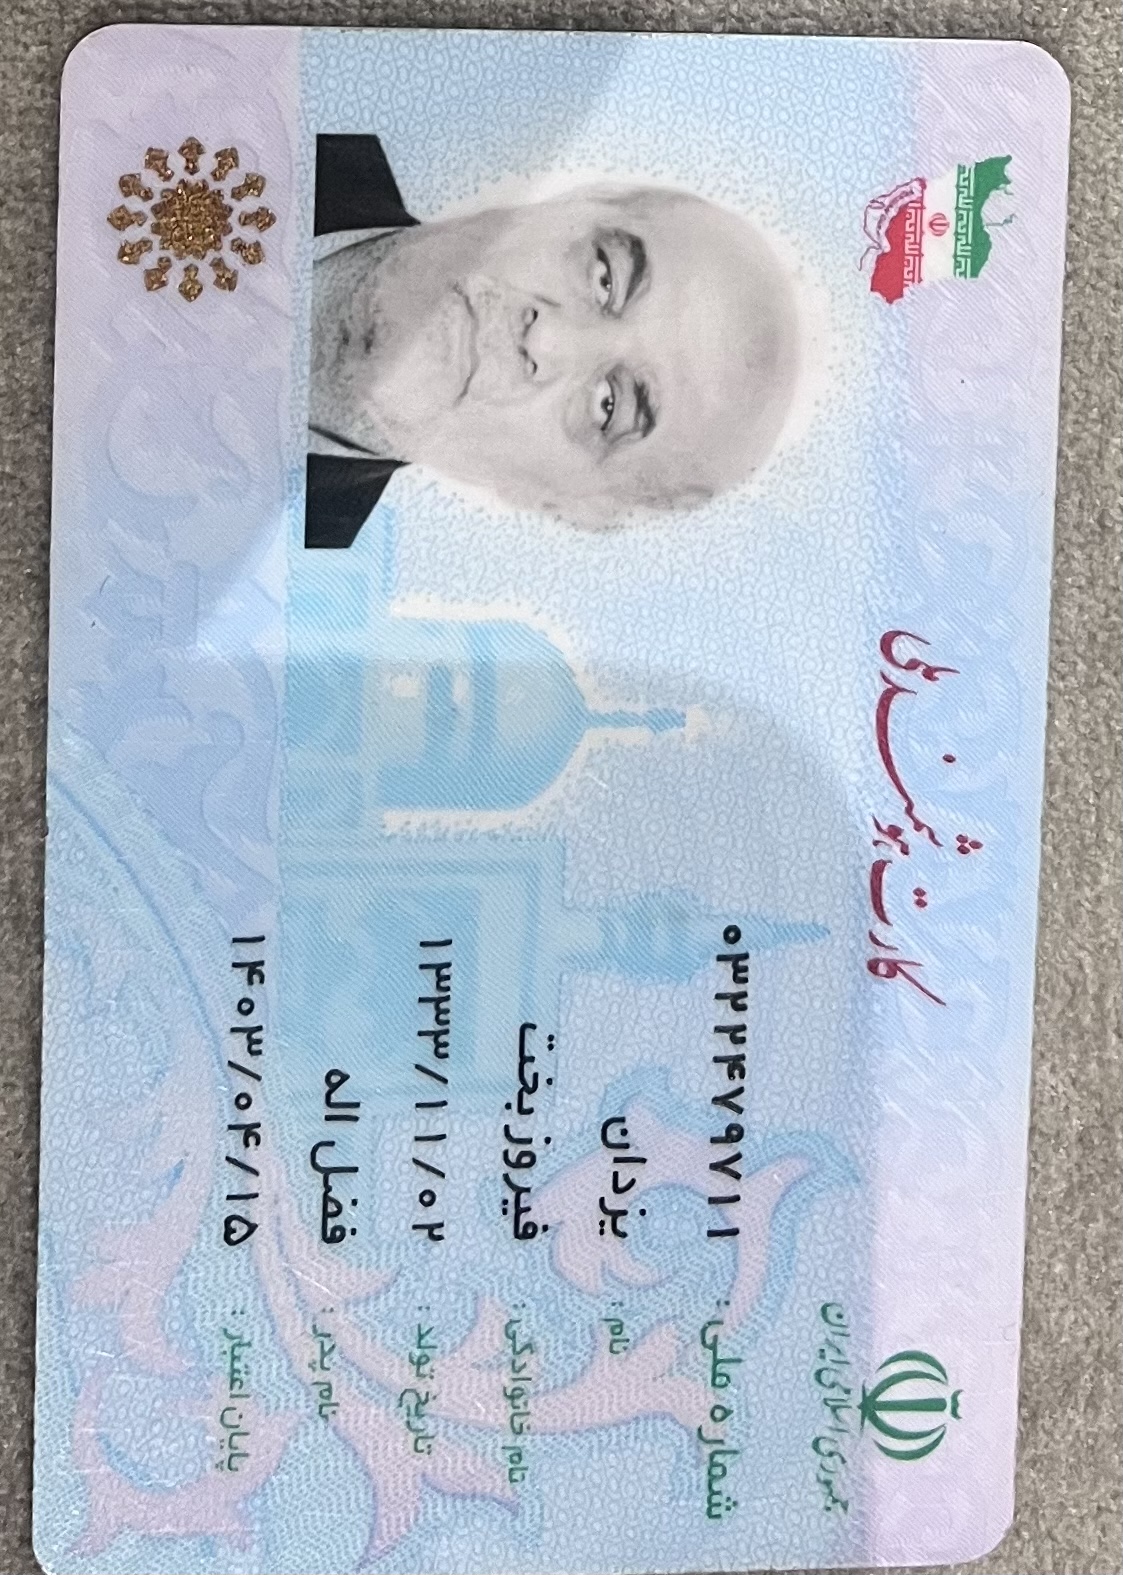 جمهوری اسلامی ایران
کارت هوشمند ملی
شماره ملی: ۰۳۲۲۴۷۹۷۱۱
نام: یزدان
نام خانوادگی: فیروزبخت
تاریخ تولد: ۱۳۳۳/۱۱/۰۲
نام پدر: فضل اله
پایان اعتبار: ۱۴۰۳/۰۴/۱۵